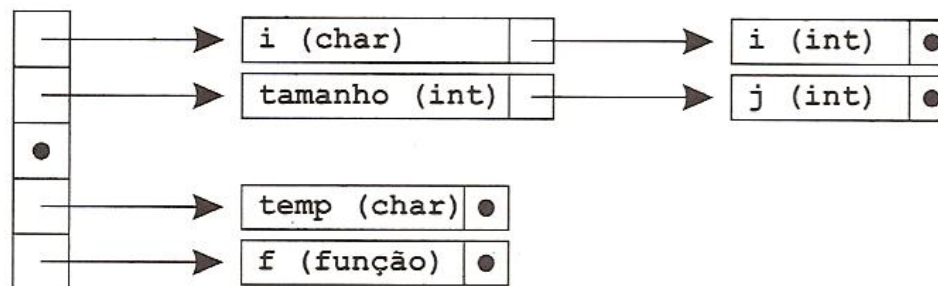 i (char) i (int)
tamanho (int) j (int)
temp (char)
f (função)